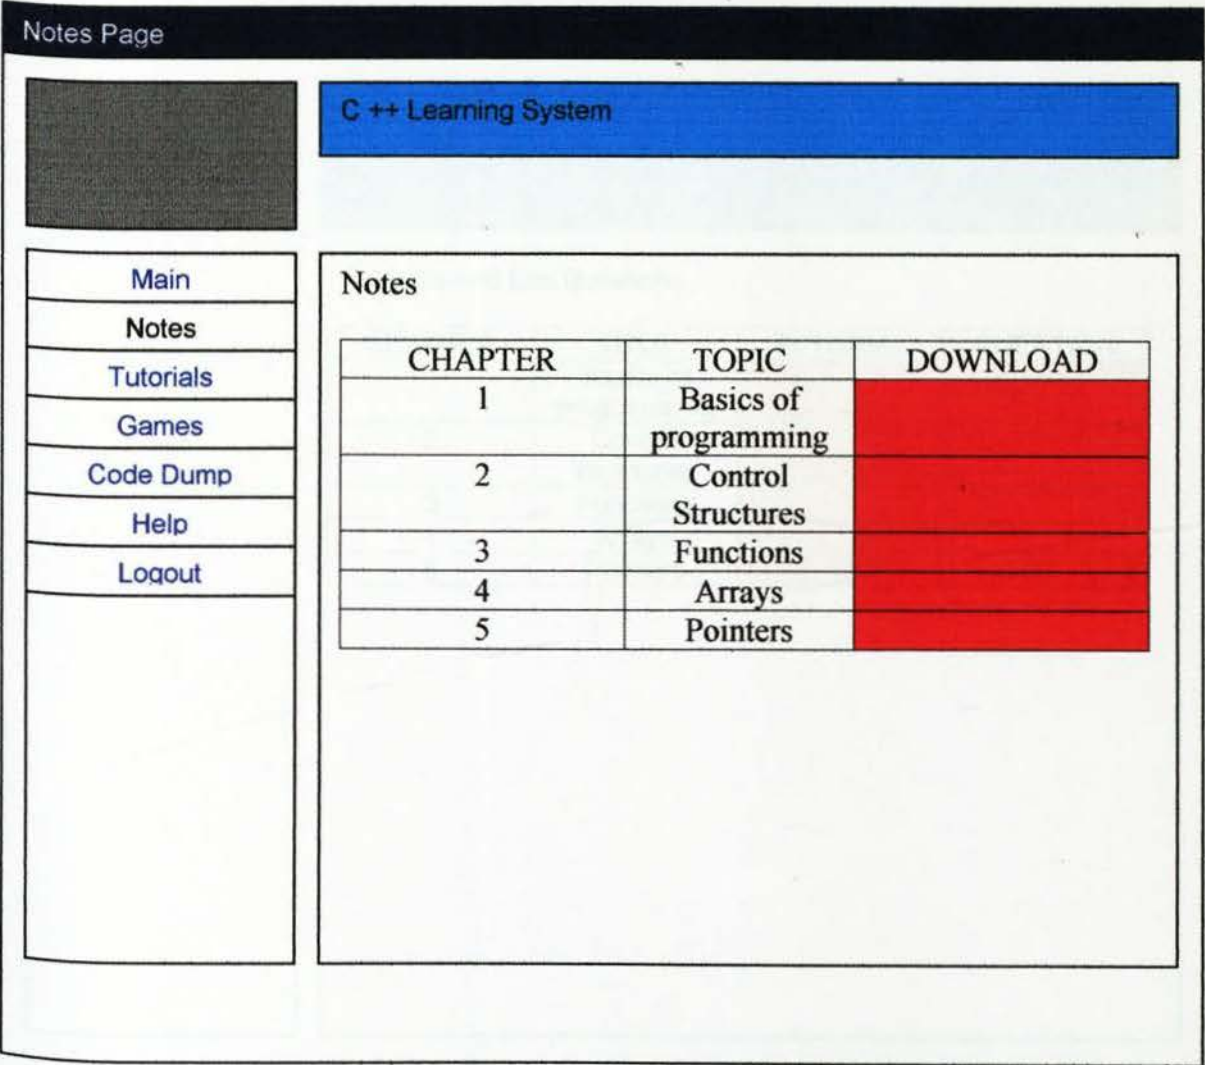 Notes Page
C ++ Learning System
Main
Notes
Tutorials
Games
Code Dump
Help
Logout
Notes
CHAPTER TOPIC DOWNLOAD
1 Basics of
programming
2 Control
Structures
3 Functions
4 Arrays
5 Pointers